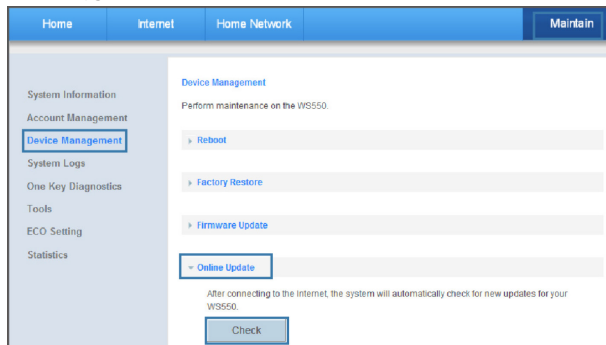 Home Internet Home Network Maintain
System Information
Account Management
Device Management
System Logs
One Key Diagnostics
Tools
ECO Setting
Statistics
Device Management
Perform maintenance on the WS550.
Reboot
Factory Restore
Firmware Update
Online Update
After connecting to the internet, the system will automatically check for new updates for your
WS550.
Check